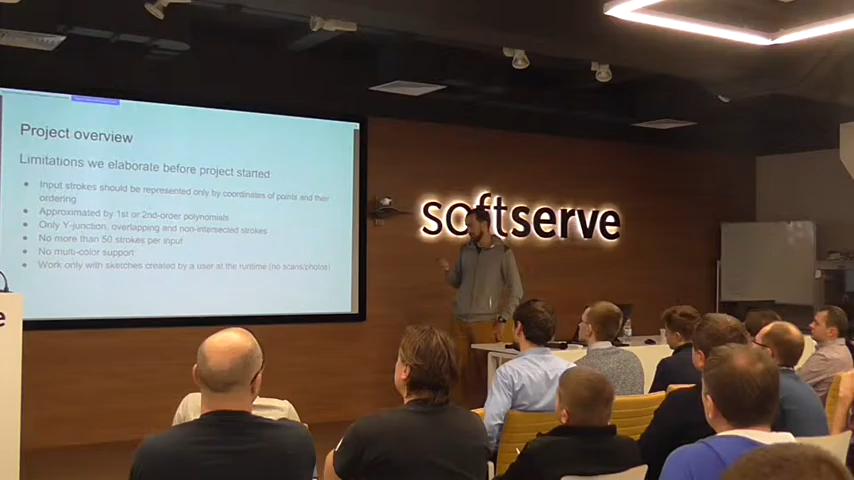 Project overview
Limitations we elaborate before project started
● Input strokes should be represented only by coordinates of points and their
ordering
● Approximated by 1st or 2nd-order polynomials
● Only Y-junction, overlapping and non-intersected strokes
● No more than 50 strokes per input
● No multi-color support
● Work only with sketches created by a user at the runtime (no scans/photos)
softserve
e